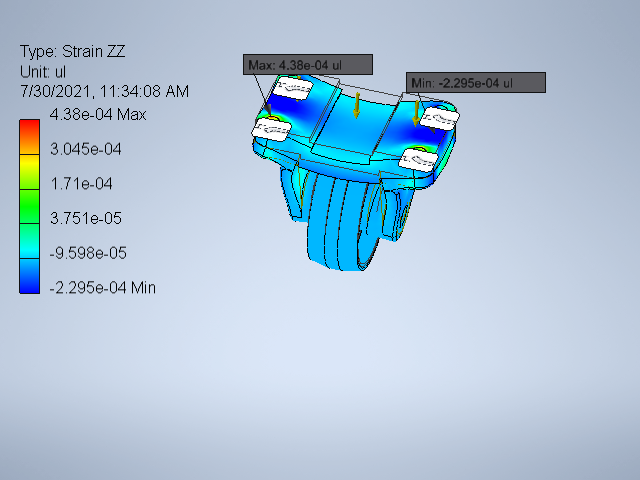 Type: Strain ZZ
Unit: ul
7/30/2021, 11:34:08 AM
4.38e-04 Max
3.045e-04
1.71e-04
3.751e-05
-9.598e-05
-2.295e-04 Min
Max: 4.38e-04 ul
Min: -2.295e-04 ul